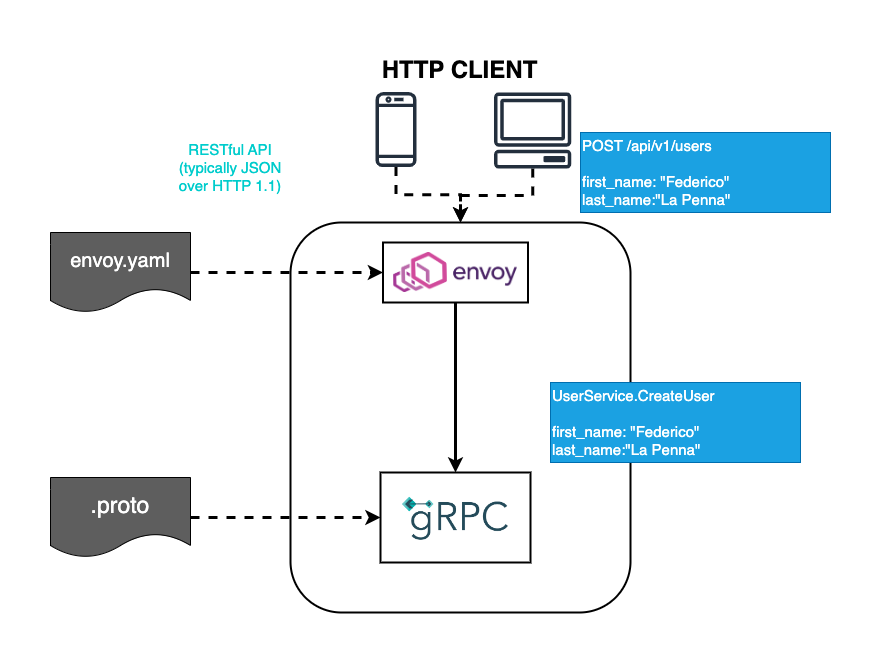 HTTP CLIENT
RESTful API
(typically JSON
over HTTP 1.1)
POST /api/v1/users
first_name: "Federico"
last_name:"La Penna"
envoy.yaml
envoy
UserService.CreateUser
first_name: "Federico"
last_name:"La Penna"
.proto
gRPC